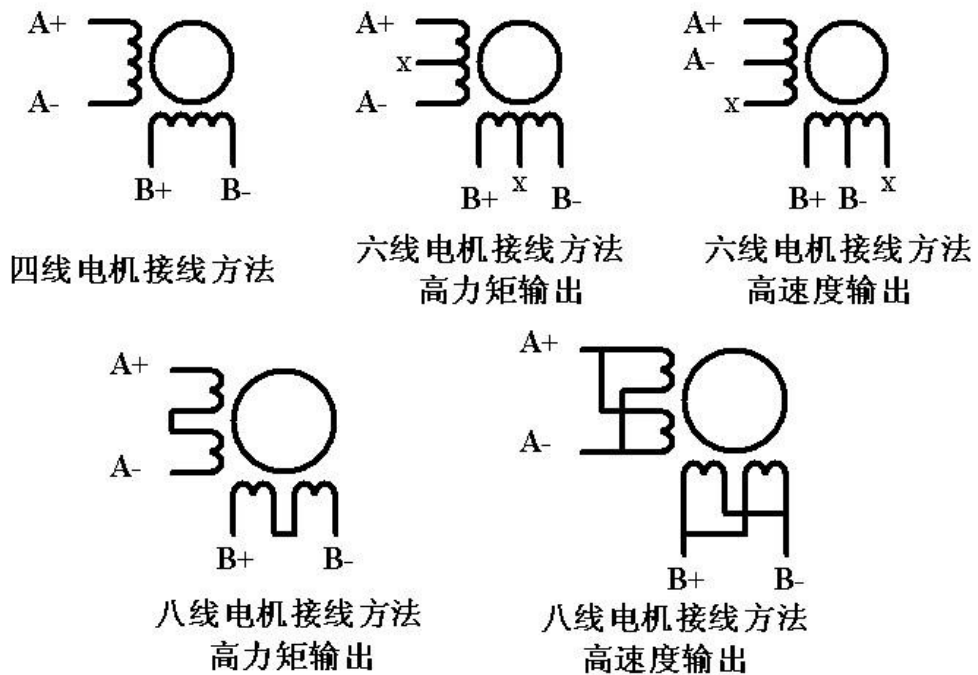 A+
A-
B+ B-
四线电机接线方法
A+
x
A-
x
B+ B-
六线电机接线方法
高力矩输出
A+
A-
x
x
B+ B-
六线电机接线方法
高速度输出
A+
A-
B+ B-
八线电机接线方法
高力矩输出
A+
A-
B+ B-
八线电机接线方法
高速度输出